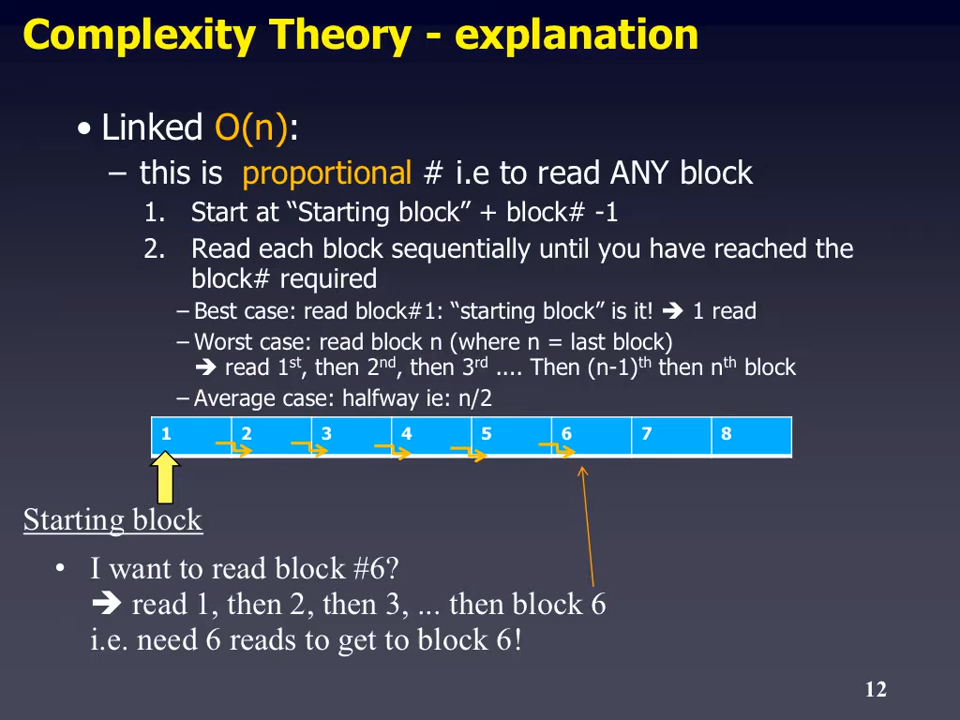 Complexity Theory - explanation
• Linked O(n):
– this is proportional # i.e to read ANY block
1. Start at “Starting block” + block# -1
2. Read each block sequentially until you have reached the
block# required
– Best case: read block#1: “starting block” is it! ➔ 1 read
– Worst case: read block n (where n = last block)
➔ read 1st, then 2nd, then 3rd .... Then (n-1)th then nth block
– Average case: halfway ie: n/2
1 2 3 4 5 6 7 8
Starting block
• I want to read block #6?
➔ read 1, then 2, then 3, ... then block 6
i.e. need 6 reads to get to block 6!
12